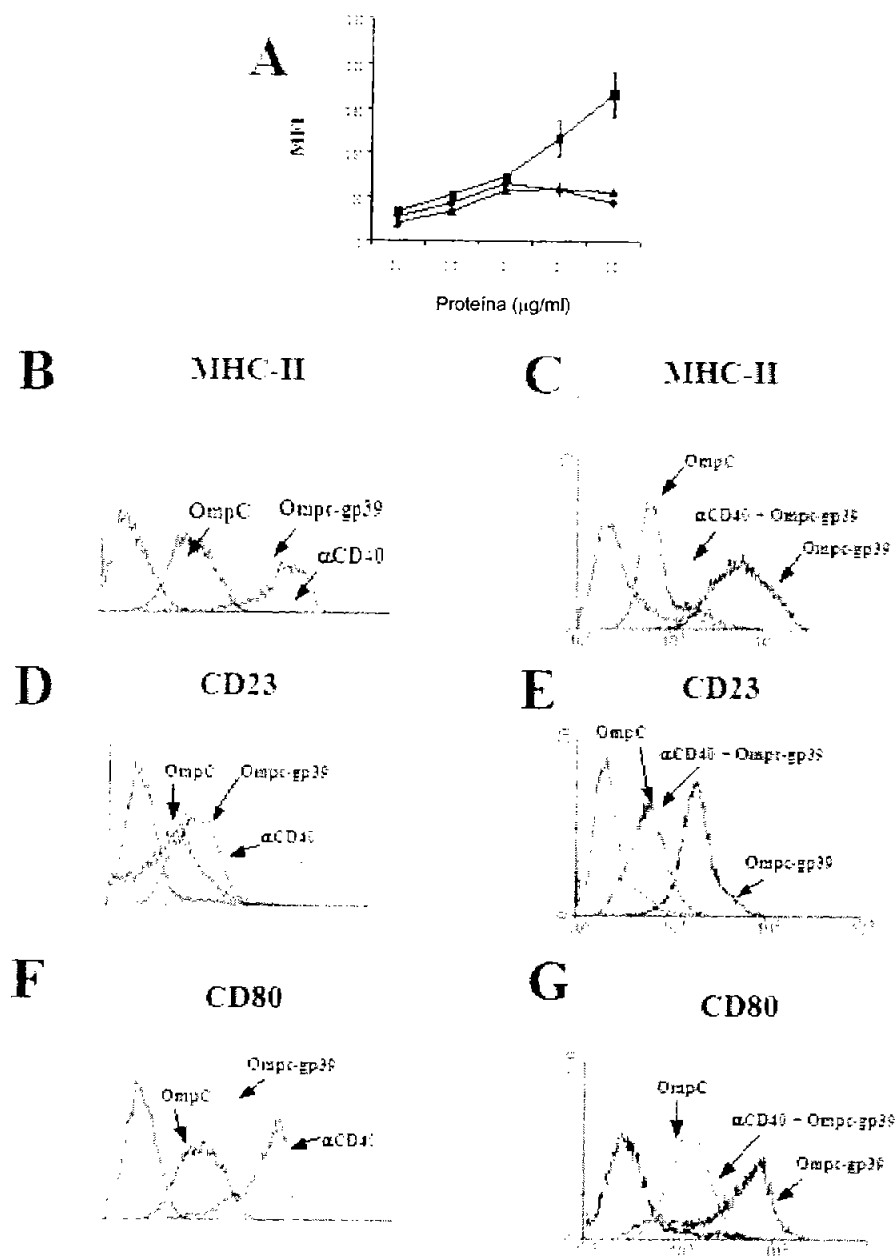 A
MFI
Proteína (µg/ml)
B
MHC-II
OmpC
Ompc-gp39
αCD40
C
MHC-II
OmpC
αCD40 + Ompc-gp39
Ompc-gp39
D
CD23
OmpC
Ompc-gp39
αCD40
E
CD23
OmpC
αCD40 + Ompc-gp39
Ompc-gp39
F
CD80
Ompc-gp39
OmpC
αCD40
G
CD80
OmpC
αCD40 + Ompc-gp39
Ompc-gp39